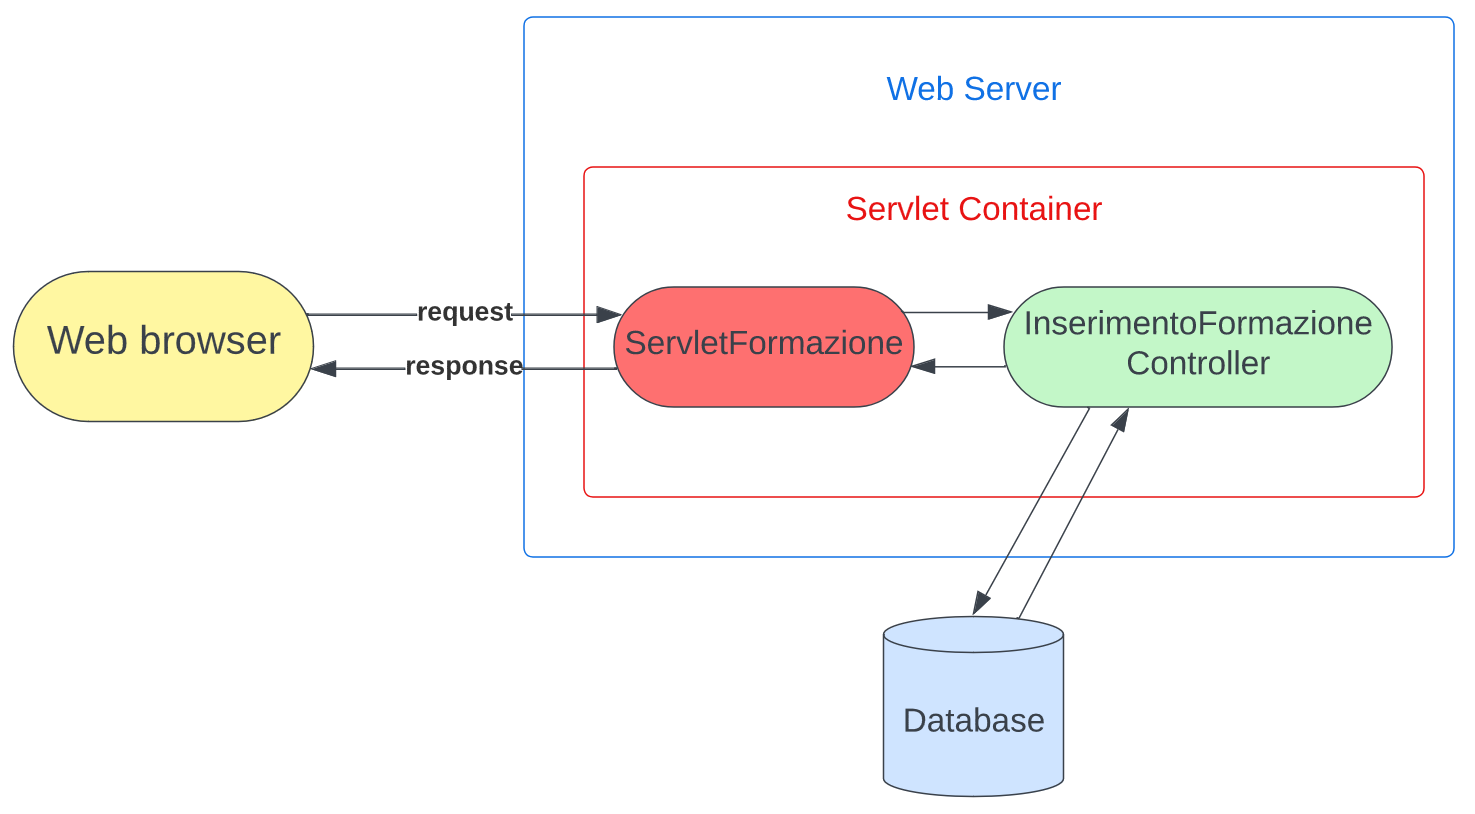 Web Server
Servlet Container
Web browser
request
response
ServletFormazione
InserimentoFormazione
Controller
Database